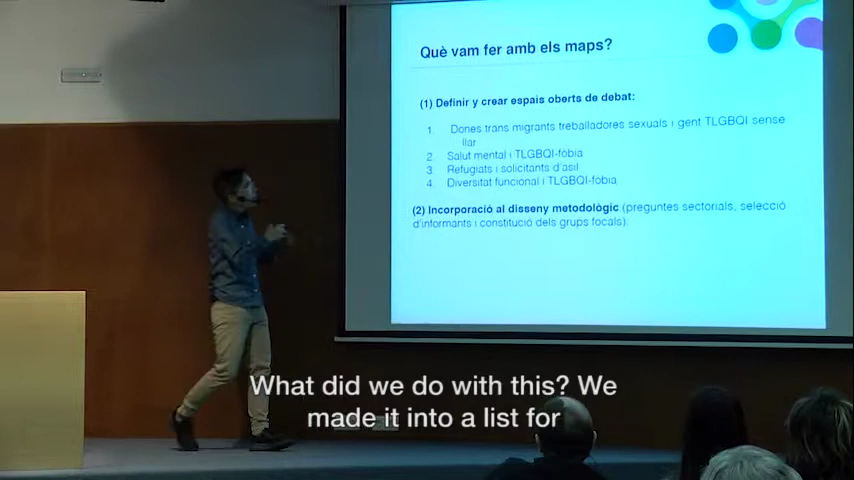 Què vam fer amb els maps?
(1) Definir y crear espais oberts de debat:
1. Dones trans migrants treballadores sexuals i gent TLGBQI sense
llar
2. Salut mental i TLGBQI-fòbia
3. Refugiats i solicitants d'asil
4. Diversitat funcional i TLGBQI-fòbia
(2) Incorporació al disseny metodològic (preguntes sectorials, selecció
d'informants i constitució dels grups focals).
What did we do with this? We
made it into a list for